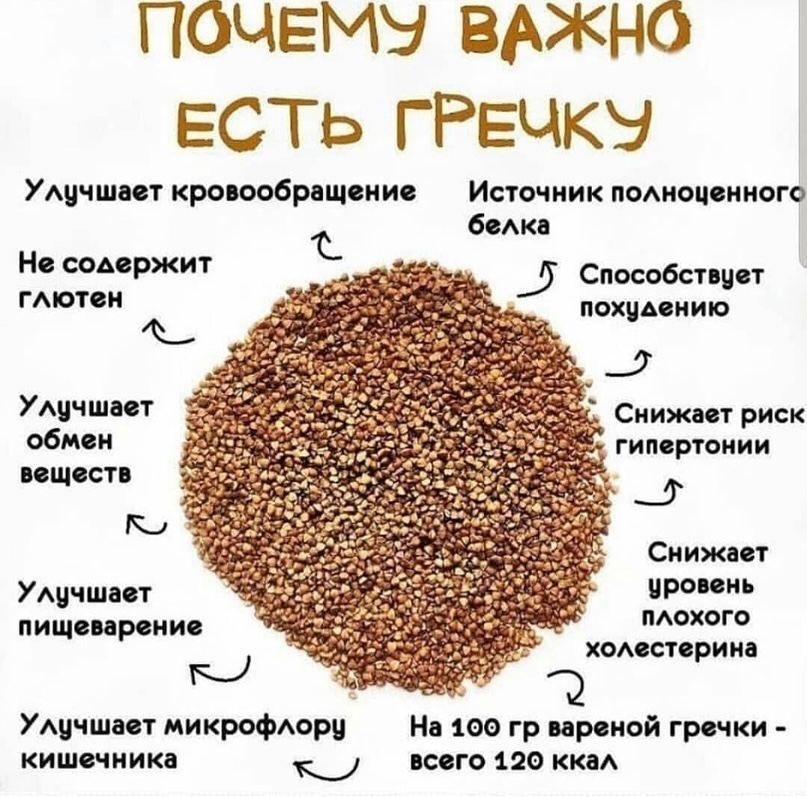 ПОЧЕМУ ВАЖНО
ЕСТЬ ГРЕЧКУ
Улучшает кровообращение
Источник полноценного
белка
Не содержит
глютен
Способствует
похудению
Улучшает
обмен
веществ
Снижает риск
гипертонии
Улучшает
пищеварение
Снижает
уровень
плохого
холестерина
Улучшает микрофлору
кишечника
На 100 гр вареной гречки -
всего 120 ккал